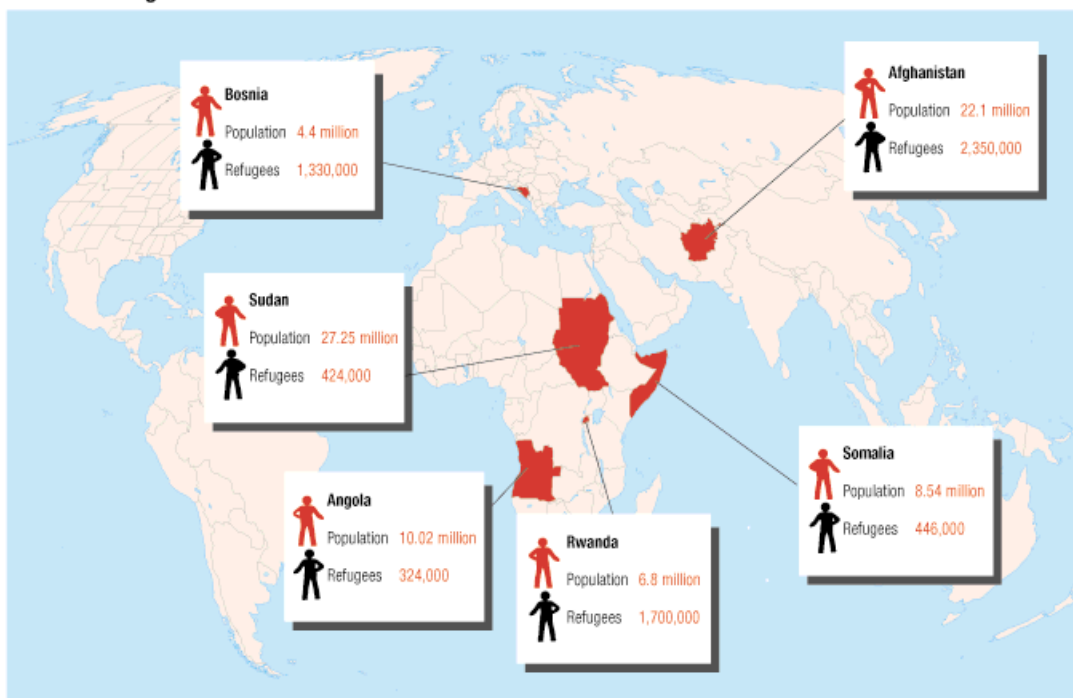 Bosnia
Population 4.4 million
Refugees 1,330,000
Afghanistan
Population 22.1 million
Refugees 2,350,000
Sudan
Population 27.25 million
Refugees 424,000
Somalia
Population 8.54 million
Refugees 446,000
Angola
Population 10.02 million
Refugees 324,000
Rwanda
Population 6.8 million
Refugees 1,700,000